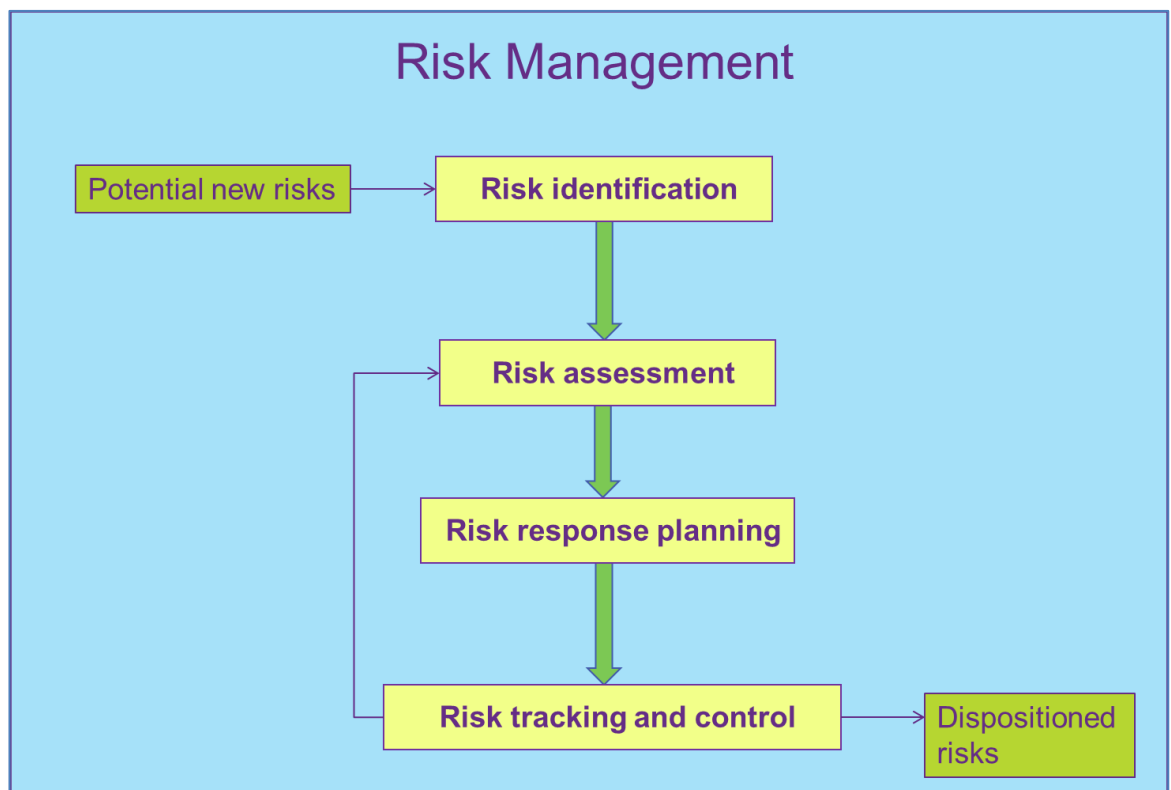 Risk Management
Potential new risks
Risk identification
Risk assessment
Risk response planning
Risk tracking and control
Dispositioned
risks